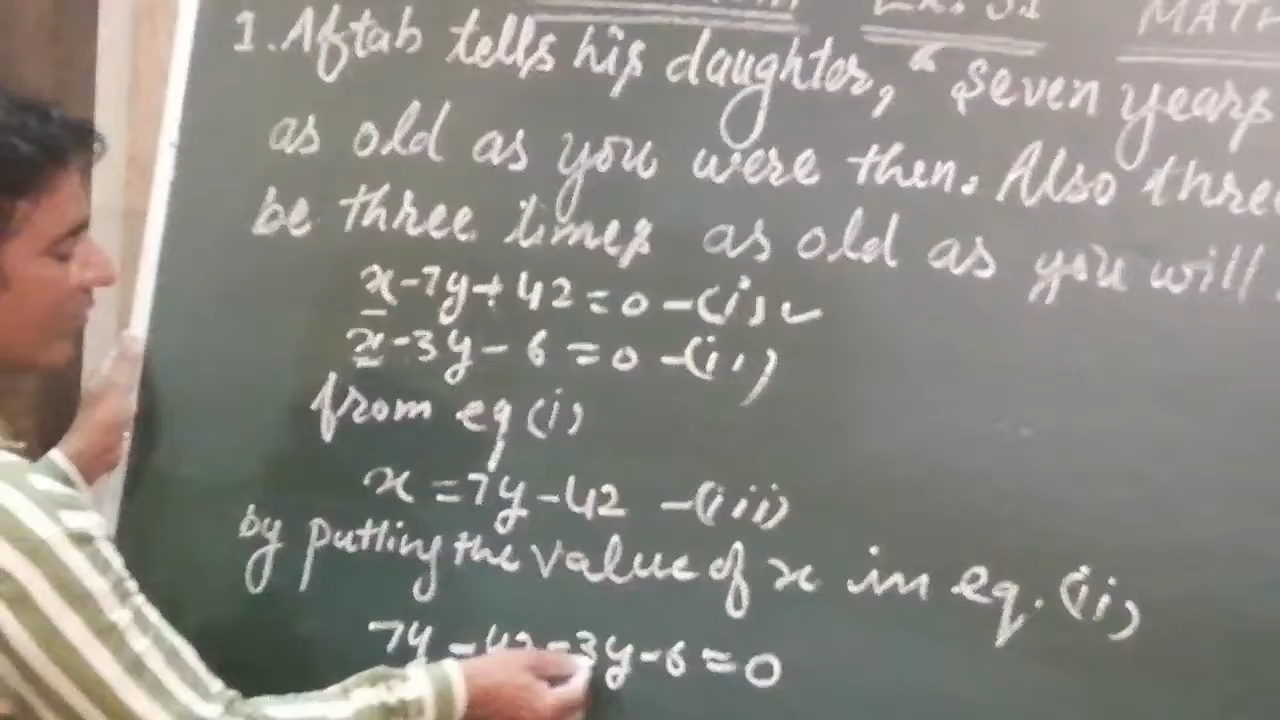 Ex. 3.1 MATH
1. Aftab tells his daughter, "Seven years
as old as you were then. Also three
be three times as old as you will
x-7y+42=0-(i)
x-3y-6=0-(ii)
from eq(i)
x=7y-42-(iii)
by putting the value of x in eq.(ii)
7y-42-3y-6=0